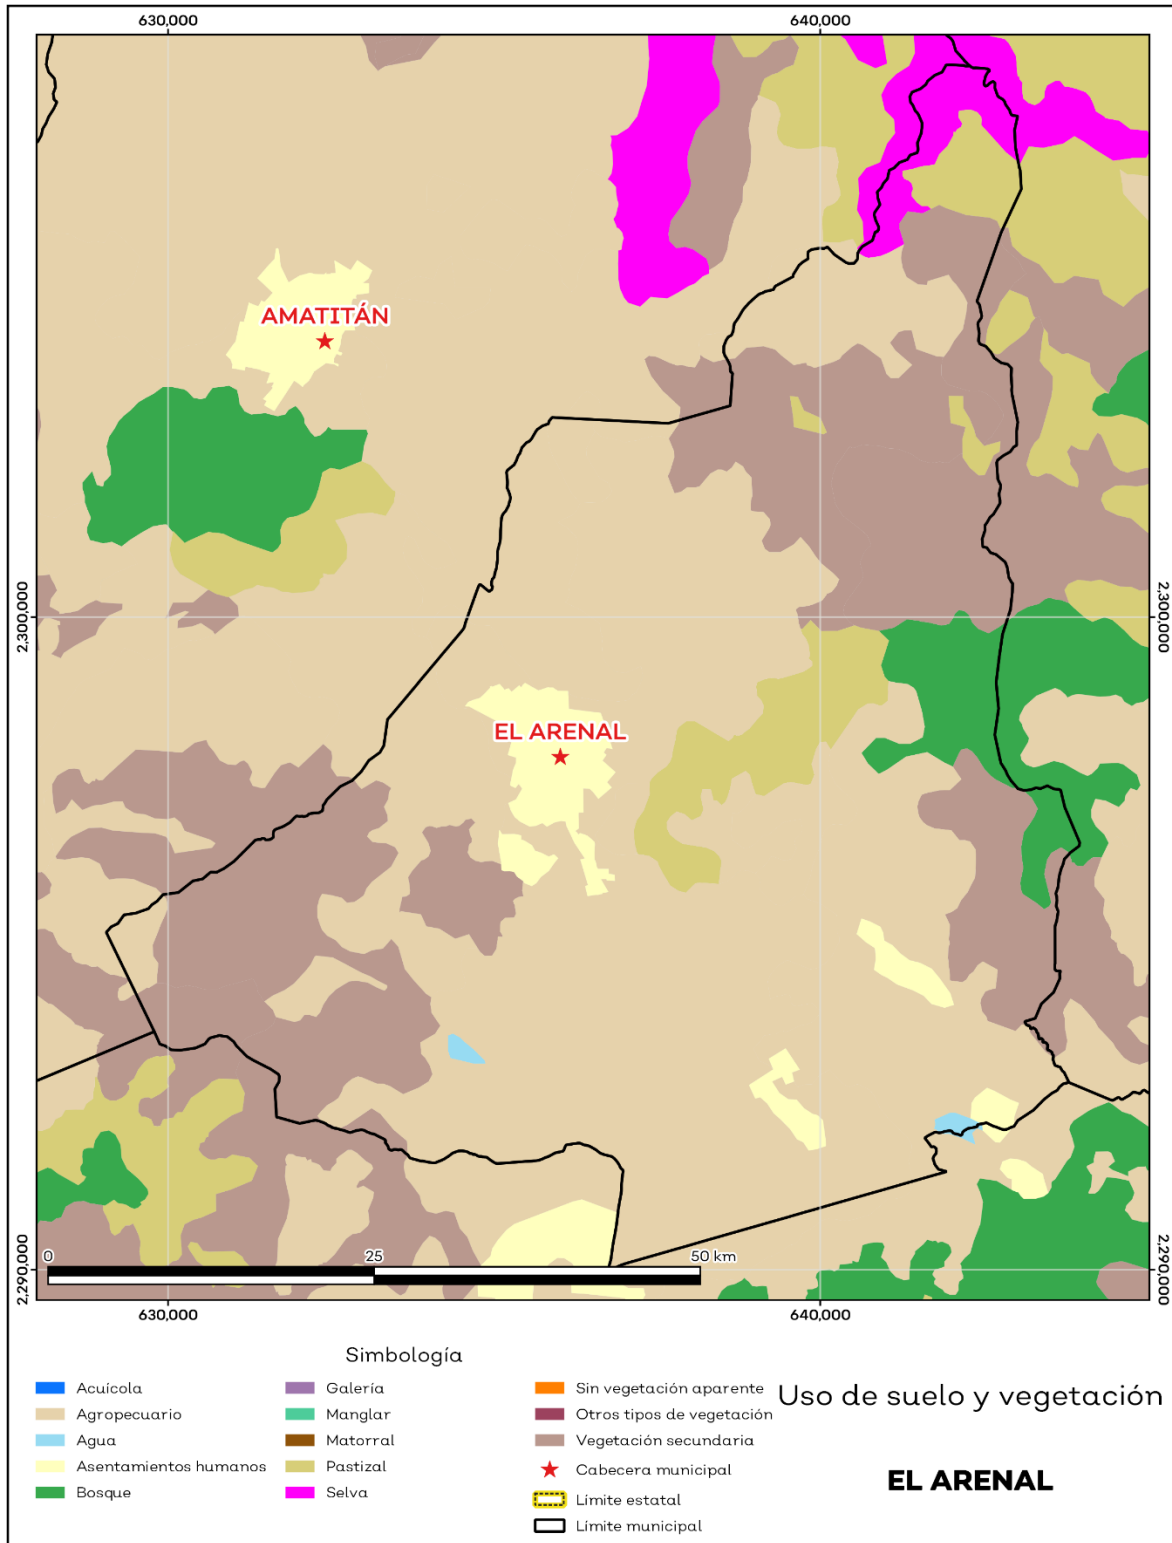 630,000 640,000
AMATITÁN
2,300,000 2,300,000
EL ARENAL
2,290,000 2,290,000
0 25 50 km
630,000 640,000
Simbología
Acuícola
Agropecuario
Agua
Asentamientos humanos
Bosque
Galería
Manglar
Matorral
Pastizal
Selva
Sin vegetación aparente
Otros tipos de vegetación
Vegetación secundaria
Cabecera municipal
Límite estatal
Límite municipal
Uso de suelo y vegetación
EL ARENAL